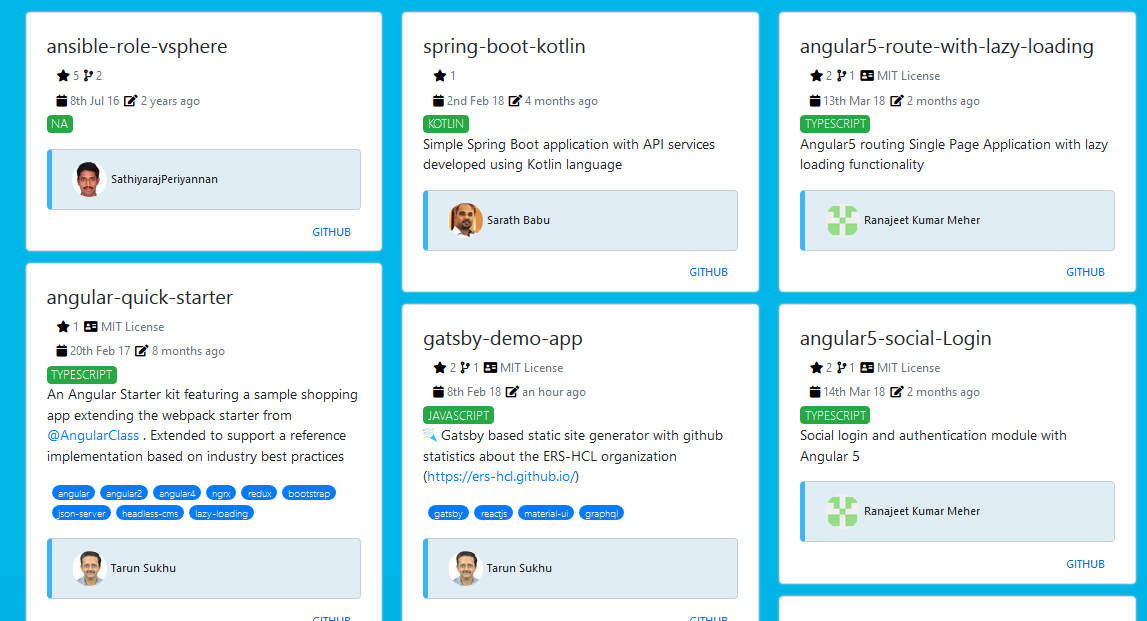 ansible-role-vsphere
5 2
8th Jul 16 2 years ago
NA
SathiyarajPeriyannan
GITHUB
angular-quick-starter
1 MIT License
20th Feb 17 8 months ago
TYPESCRIPT
An Angular Starter kit featuring a sample shopping
app extending the webpack starter from
@AngularClass . Extended to support a reference
implementation based on industry best practices
angular angular2 angular4 ngrx redux bootstrap
json-server headless-cms lazy-loading
Tarun Sukhu
GITHUB
spring-boot-kotlin
1
2nd Feb 18 4 months ago
KOTLIN
Simple Spring Boot application with API services
developed using Kotlin language
Sarath Babu
GITHUB
gatsby-demo-app
2 1 MIT License
8th Feb 18 an hour ago
JAVASCRIPT
Gatsby based static site generator with github
statistics about the ERS-HCL organization
(https://ers-hcl.github.io/)
gatsby reactjs material-ui graphql
Tarun Sukhu
GITHUB
angular5-route-with-lazy-loading
2 1 MIT License
13th Mar 18 2 months ago
TYPESCRIPT
Angular5 routing Single Page Application with lazy
loading functionality
Ranajeet Kumar Meher
GITHUB
angular5-social-Login
2 1 MIT License
14th Mar 18 2 months ago
TYPESCRIPT
Social login and authentication module with
Angular 5
Ranajeet Kumar Meher
GITHUB